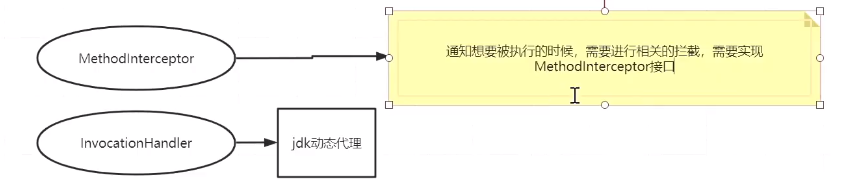 通知想要被执行的时候，需要进行相关的拦截，需要实现
MethodInterceptor接口
MethodInterceptor
InvocationHandler
jdk动态代理